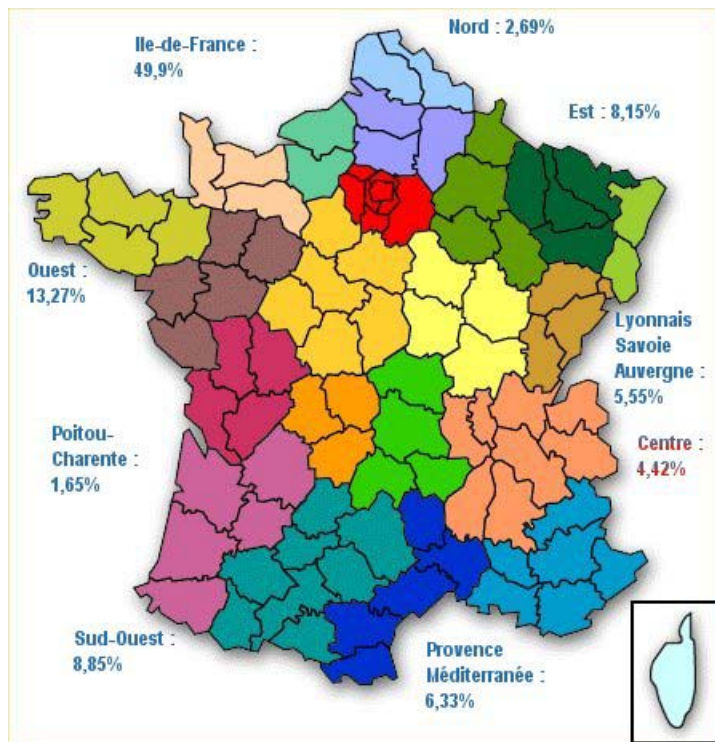 Nord : 2,69%
Ile-de-France :
49,9%
Est : 8,15%
Ouest :
13,27%
Lyonnais
Savoie
Auvergne :
5,55%
Poitou-
Charente :
1,65%
Centre :
4,42%
Sud-Ouest :
8,85%
Provence
Méditerranée :
6,33%